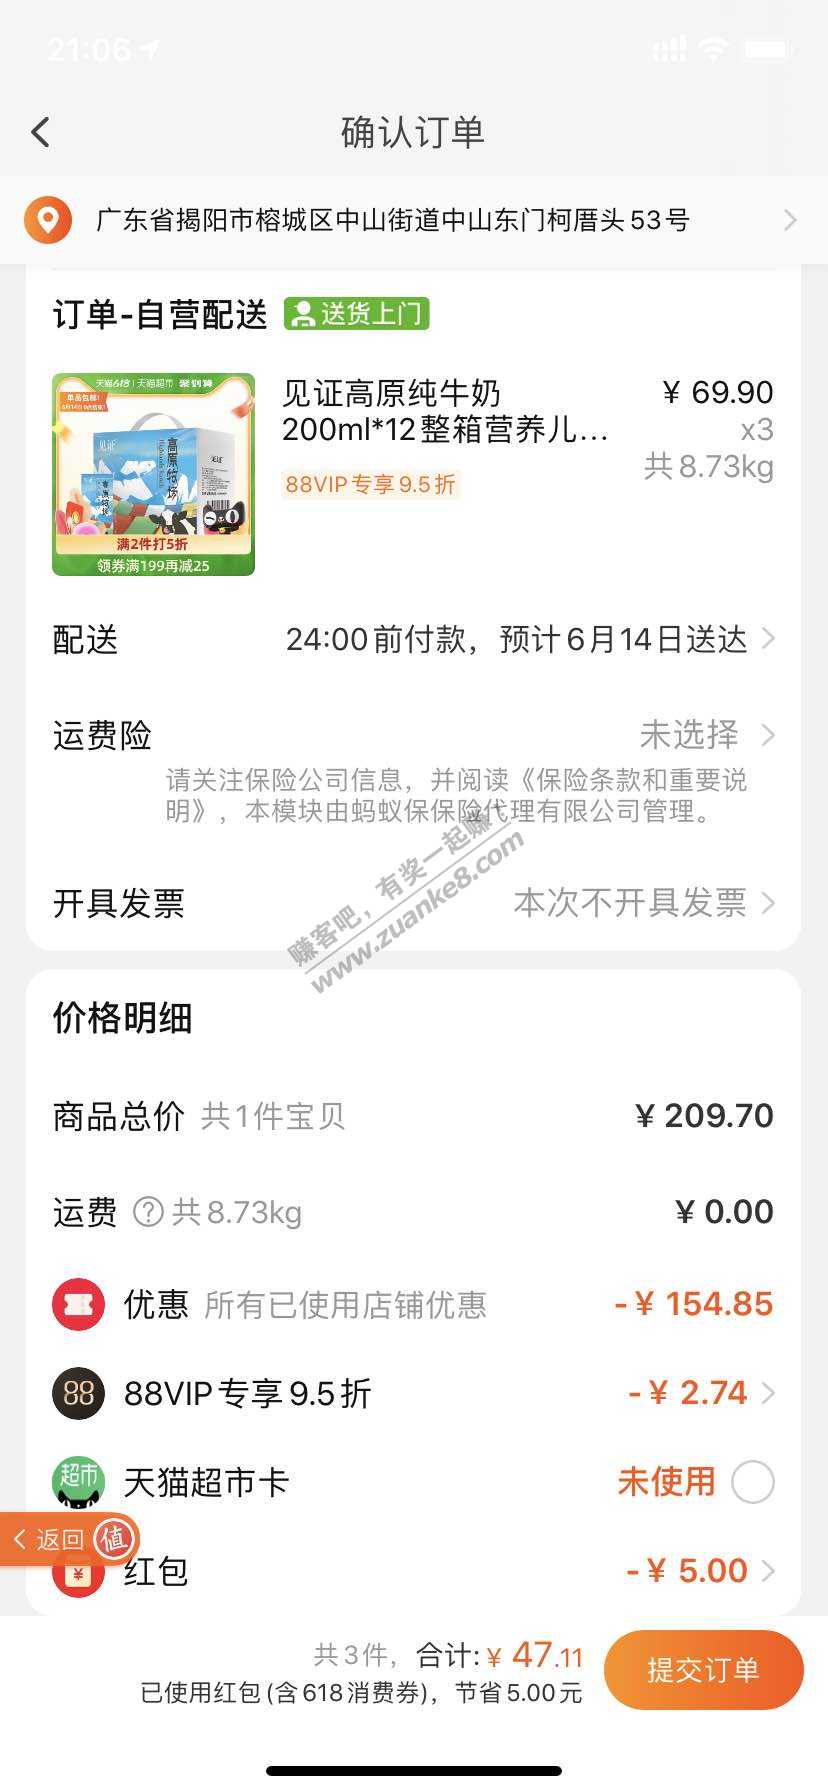 21:06
确认订单
广东省揭阳市榕城区中山街道中山东门柯厝头53号
订单-自营配送 送货上门
天猫618 天猫超市 聚划算
单品包邮!
见证
高原牧场
满2件打5折
领券满199再减25
见证高原纯牛奶 ¥ 69.90
200ml*12整箱营养儿... x3
共8.73kg
88VIP专享9.5折
配送 24:00前付款，预计6月14日送达
运费险 未选择
请关注保险公司信息，并阅读《保险条款和重要说
明》，本模块由蚂蚁保保险代理有限公司管理。
赚客吧，有奖一起赚！
www.zuanke8.com
开具发票 本次不开具发票
价格明细
商品总价 共1件宝贝 ¥ 209.70
运费 ? 共8.73kg ¥ 0.00
优惠 所有已使用店铺优惠 -¥ 154.85
88 88VIP专享9.5折 -¥ 2.74
超市 天猫超市卡 未使用
返回 值
¥ 红包 -¥ 5.00
共3件，合计:¥ 47.11
已使用红包(含618消费券)，节省5.00元
提交订单